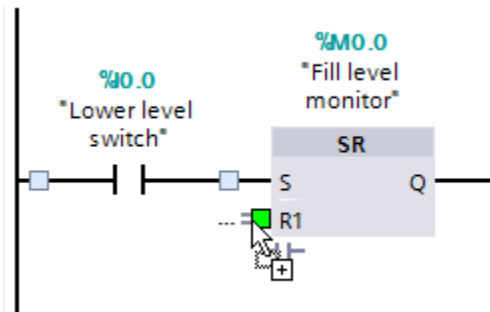 %M0.0
"Fill level
monitor"
%I0.0
"Lower level
switch"
SR
S Q
... R1